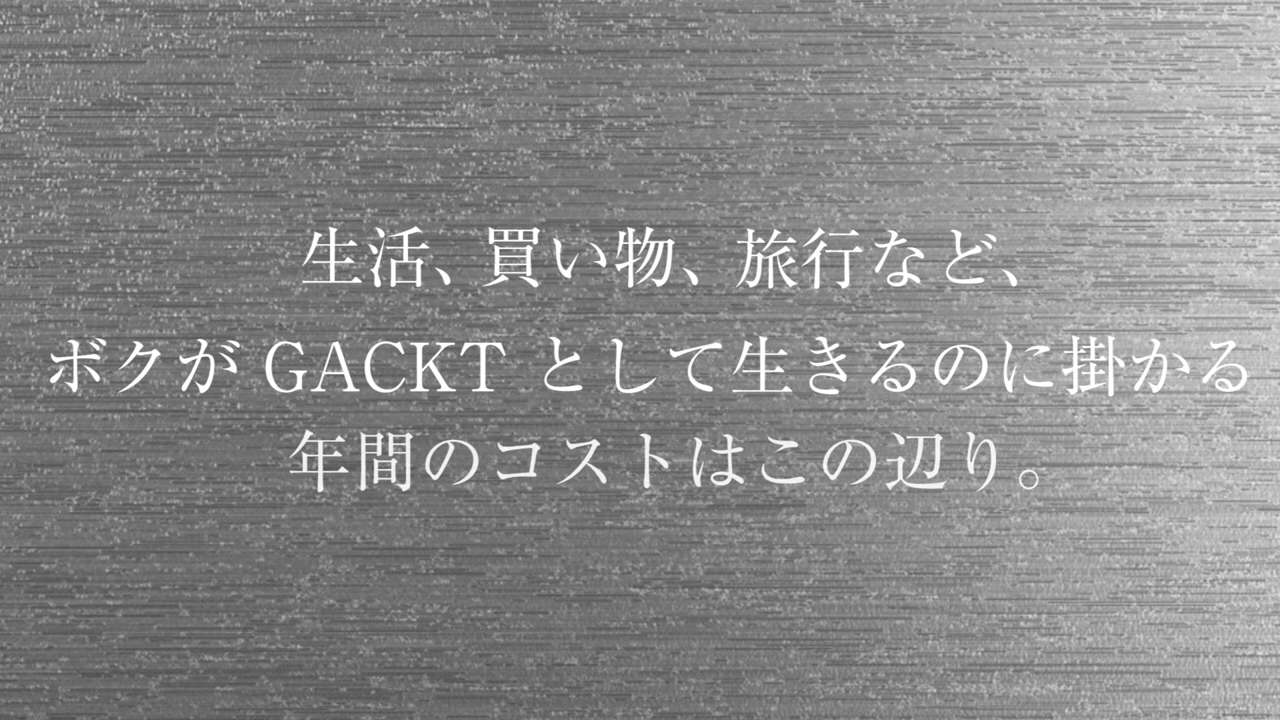 生活、買い物、旅行など、
ボクが GACKT として生きるのに掛かる
年間のコストはこの辺り。